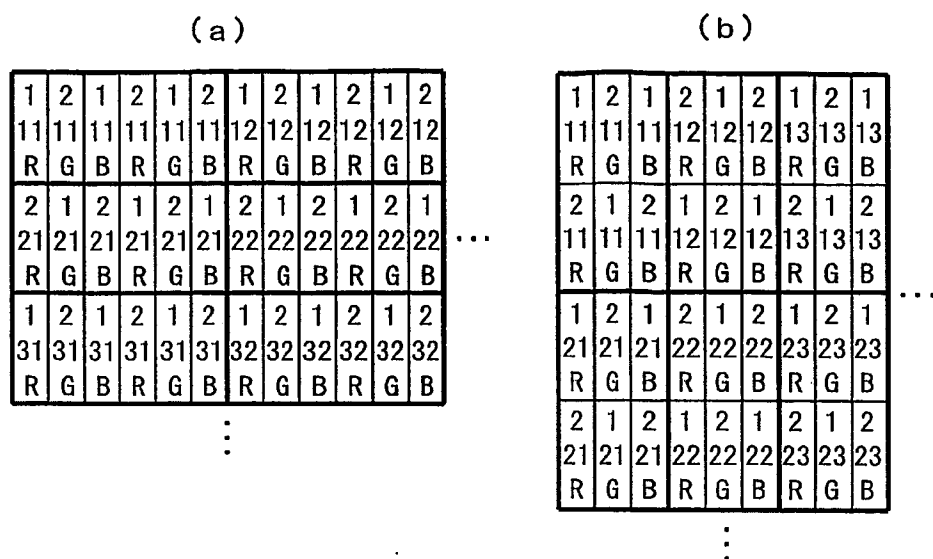 (a)
1 2 1 2 1 2 1 2 1 2 1 2
11 11 11 11 11 11 12 12 12 12 12 12
R G B R G B R G B R G B
2 1 2 1 2 1 2 1 2 1 2 1
21 21 21 21 21 21 22 22 22 22 22 22
R G B R G B R G B R G B
1 2 1 2 1 2 1 2 1 2 1 2
31 31 31 31 31 31 32 32 32 32 32 32
R G B R G B R G B R G B
(b)
1 2 1 2 1 2 1 2 1
11 11 11 12 12 12 13 13 13
R G B R G B R G B
2 1 2 1 2 1 2 1 2
11 11 11 12 12 12 13 13 13
R G B R G B R G B
1 2 1 2 1 2 1 2 1
21 21 21 22 22 22 23 23 23
R G B R G B R G B
2 1 2 1 2 1 2 1 2
21 21 21 22 22 22 23 23 23
R G B R G B R G B